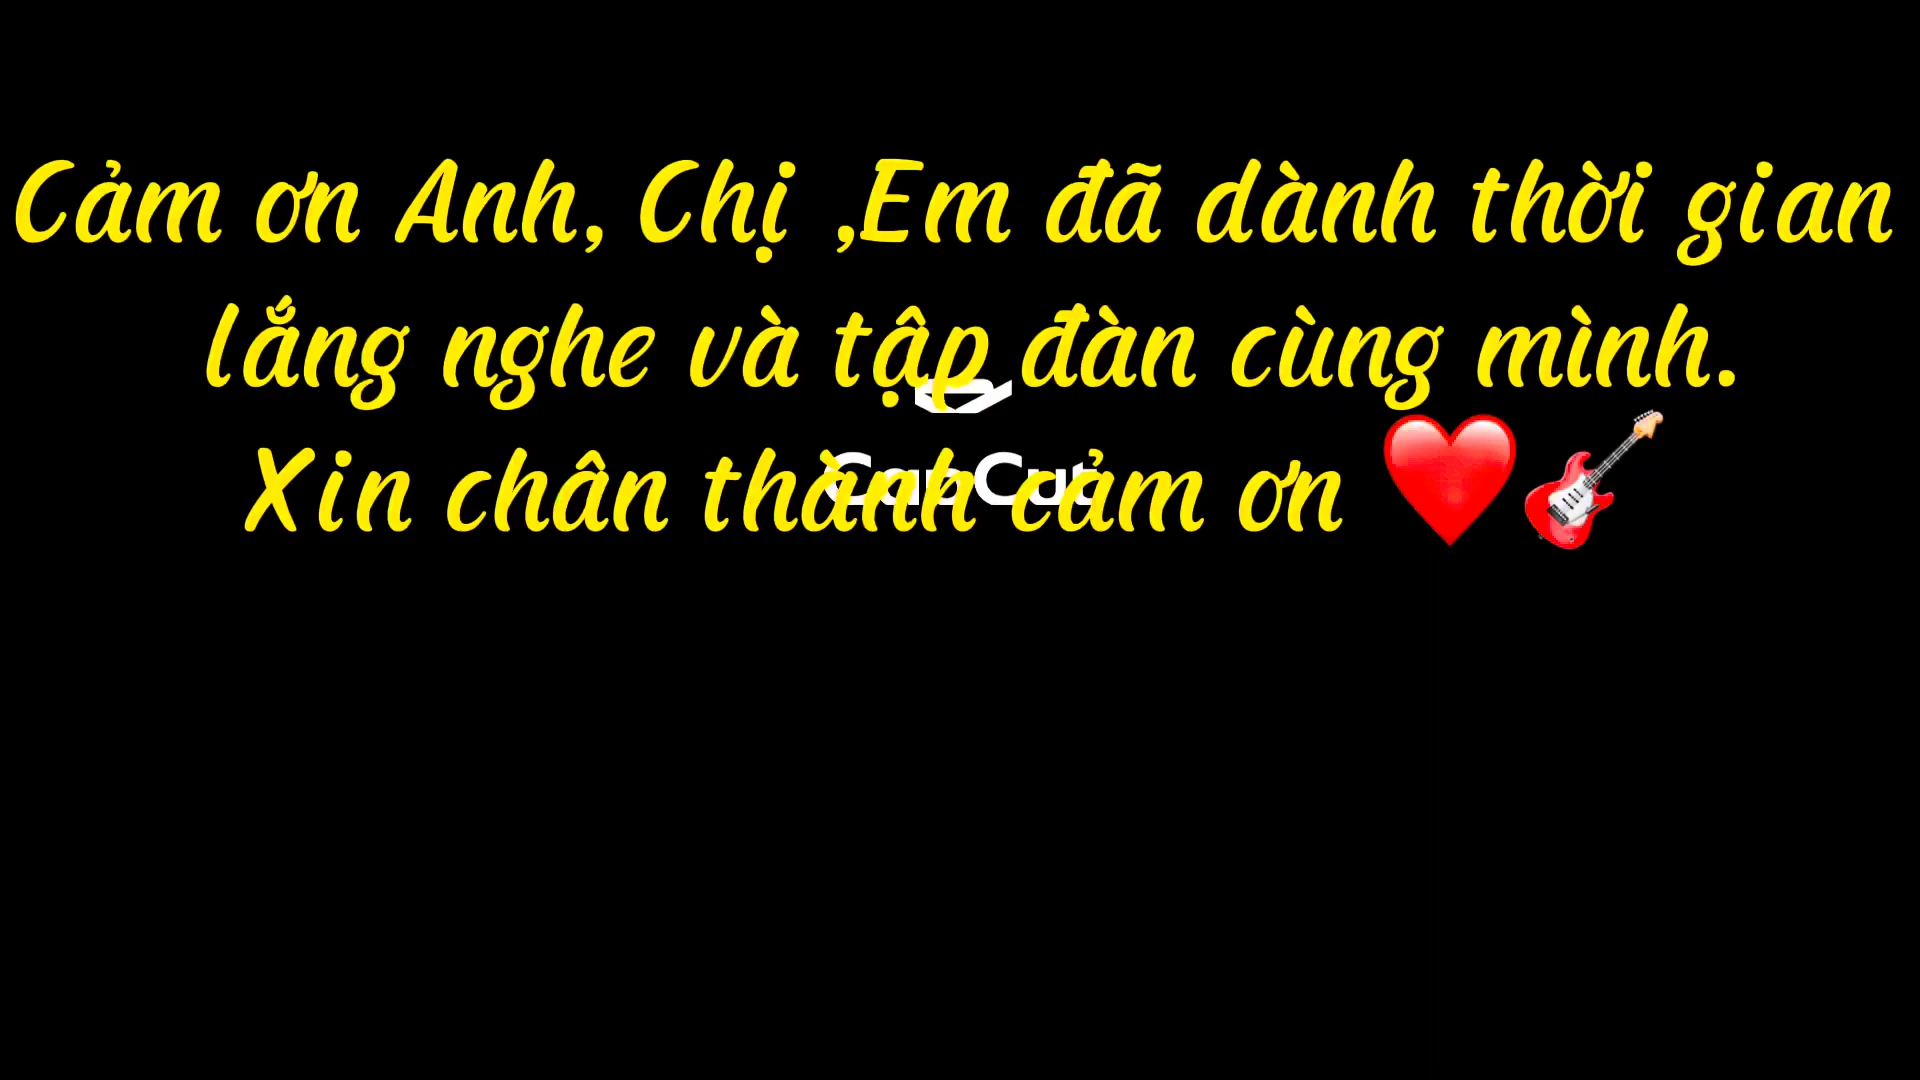 Cảm ơn Anh, Chị ,Em đã dành thời gian
lắng nghe và tập đàn cùng mình.
Xin chân thành cảm ơn ❤️🎸
CapCut